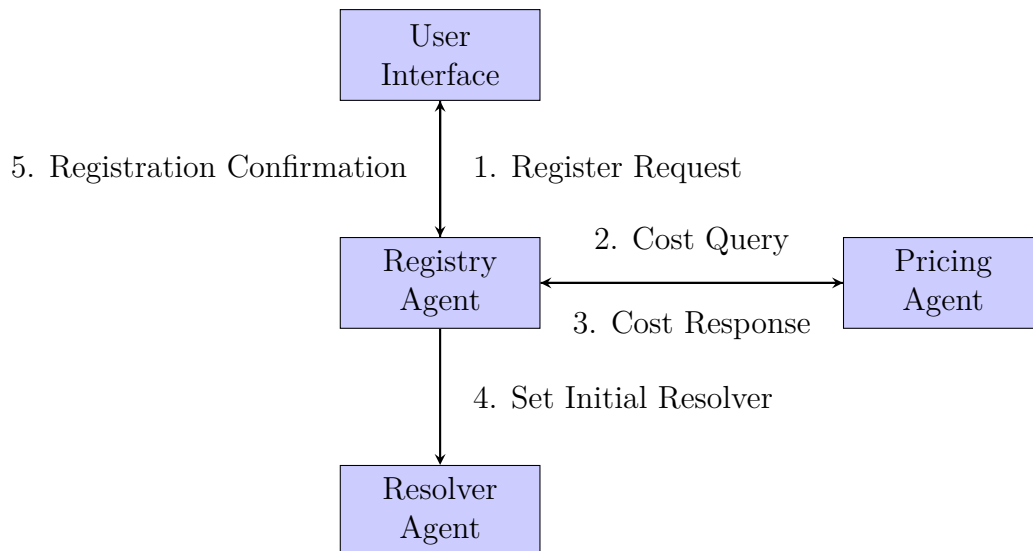 User
Interface
5. Registration Confirmation
1. Register Request
2. Cost Query
Registry
Agent
Pricing
Agent
3. Cost Response
4. Set Initial Resolver
Resolver
Agent